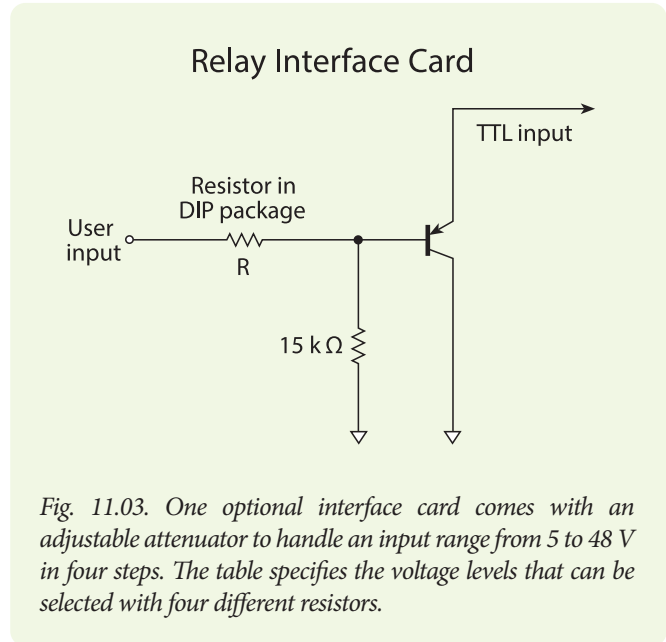 Relay Interface Card
TTL input
Resistor in
DIP package
User
input
R
15 k Ω
Fig. 11.03. One optional interface card comes with an
adjustable attenuator to handle an input range from 5 to 48 V
in four steps. The table specifies the voltage levels that can be
selected with four different resistors.